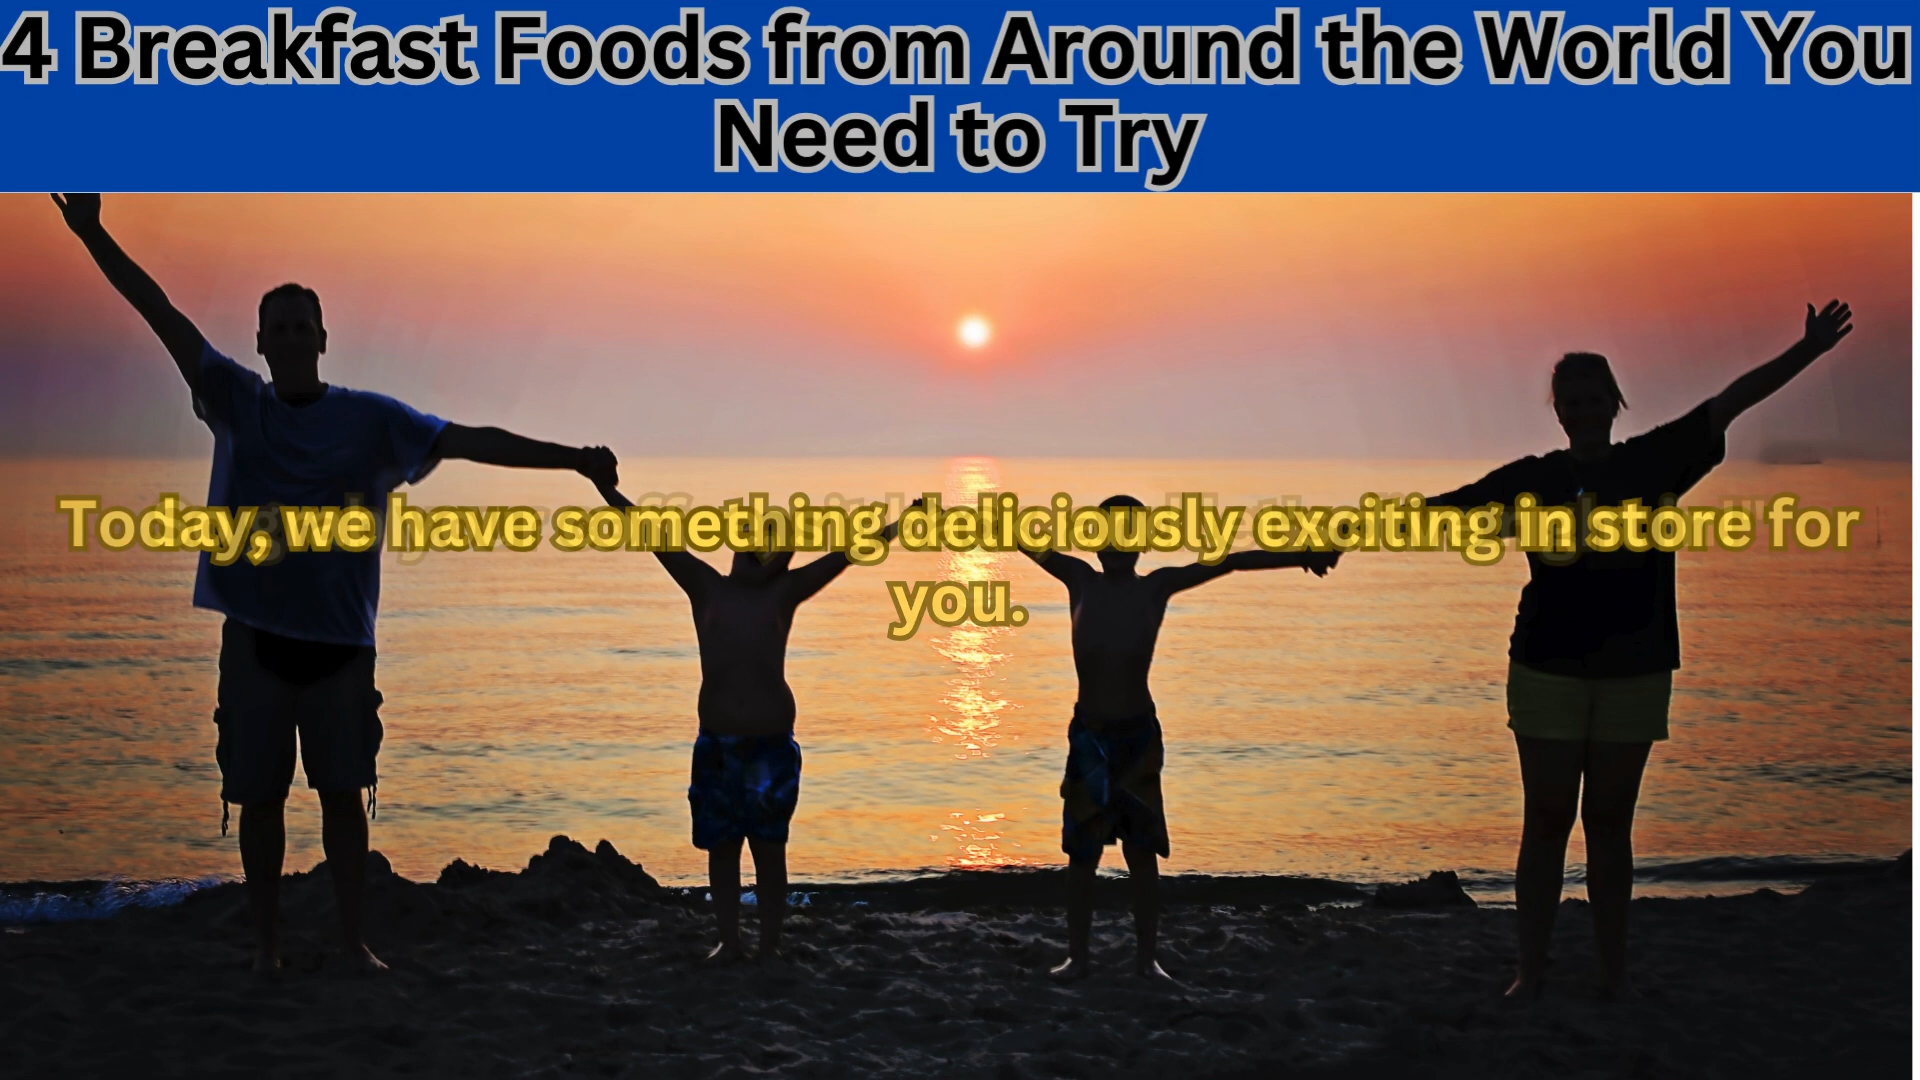 4 Breakfast Foods from Around the World You
Need to Try
Today, we have something deliciously exciting in store for
you.